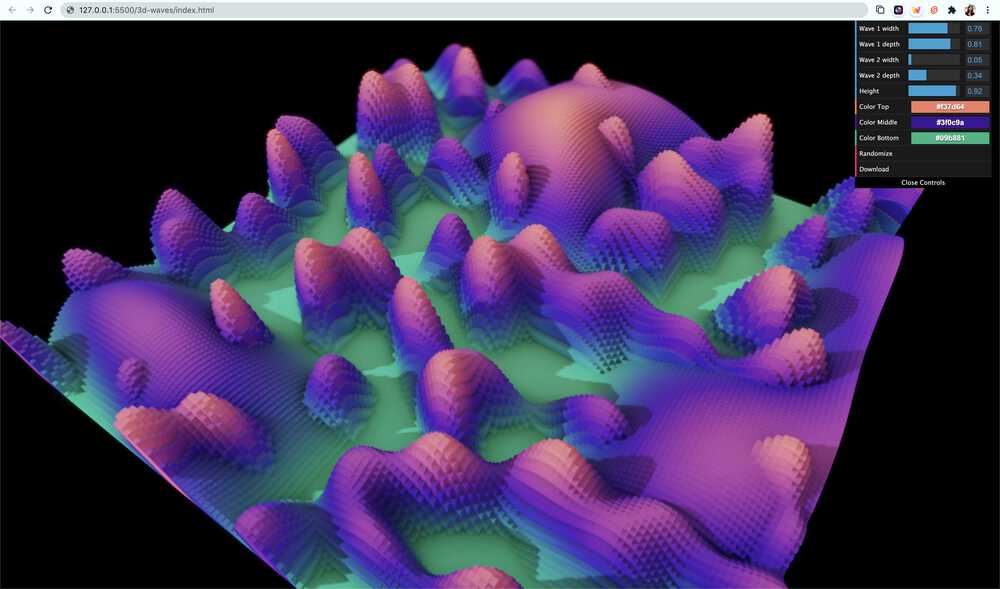 127.0.0.1:5500/3d-waves/index.html
Wave 1 width 0.76
Wave 1 depth 0.81
Wave 2 width 0.05
Wave 2 depth 0.34
Height 0.92
Color Top #f37d64
Color Middle #3f0c9a
Color Bottom #09b881
Randomize
Download
Close Controls